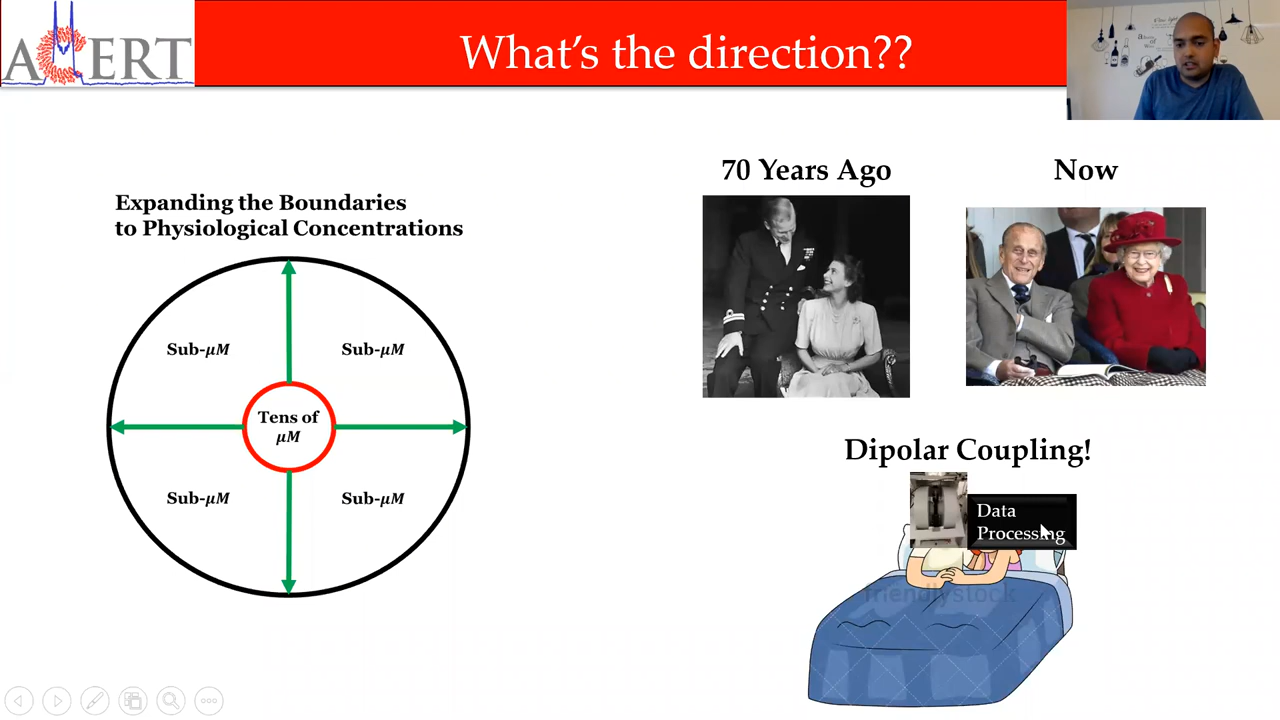 ACERT
What's the direction??
70 Years Ago
Now
Expanding the Boundaries
to Physiological Concentrations
Sub-μM
Sub-μM
Tens of
μM
Sub-μM
Sub-μM
Dipolar Coupling!
Data
Processing
friendlystock